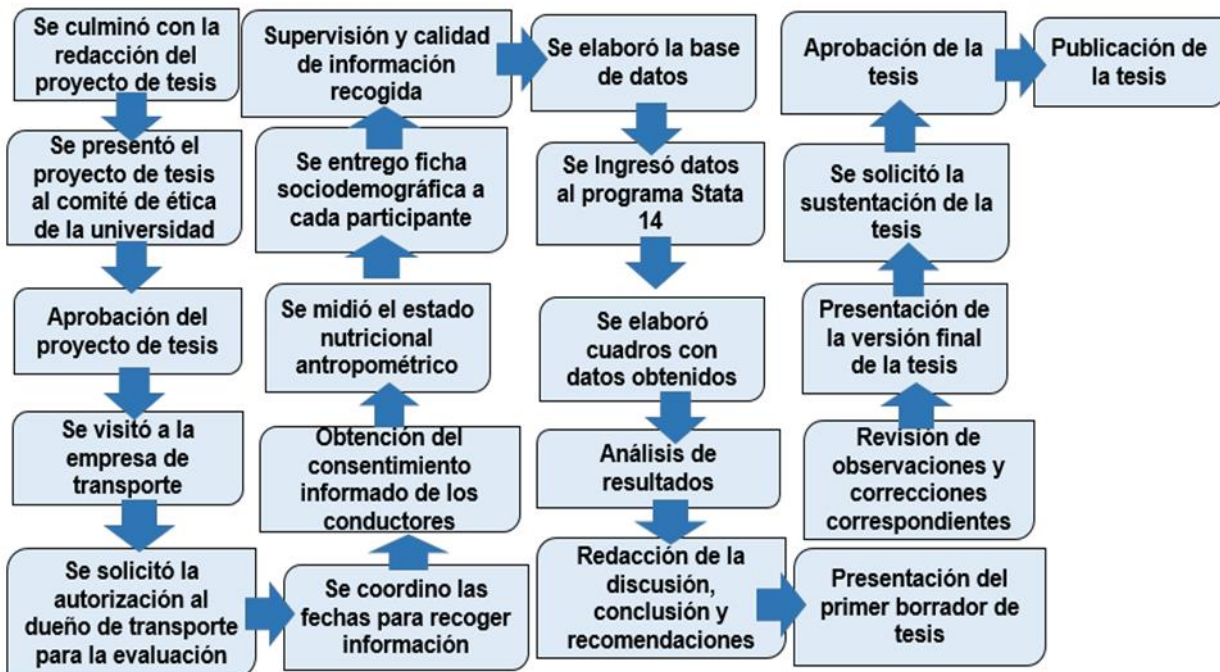 Se culminó con la
redacción del
proyecto de tesis
Se presentó el
proyecto de tesis
al comité de ética
de la universidad
Aprobación del
proyecto de tesis
Se visitó a la
empresa de
transporte
Se solicitó la
autorización al
dueño de transporte
para la evaluación
Se coordino las
fechas para recoger
información
Obtención del
consentimiento
informado de los
conductores
Se midió el estado
nutricional
antropométrico
Se entrego ficha
sociodemográfica a
cada participante
Supervisión y calidad
de información
recogida
Se elaboró la base
de datos
Se Ingresó datos
al programa Stata
14
Se elaboró
cuadros con
datos obtenidos
Análisis de
resultados
Redacción de la
discusión,
conclusión y
recomendaciones
Presentación del
primer borrador de
tesis
Revisión de
observaciones y
correcciones
correspondientes
Presentación de
la versión final
de la tesis
Se solicitó la
sustentación de la
tesis
Aprobación de la
tesis
Publicación de
la tesis